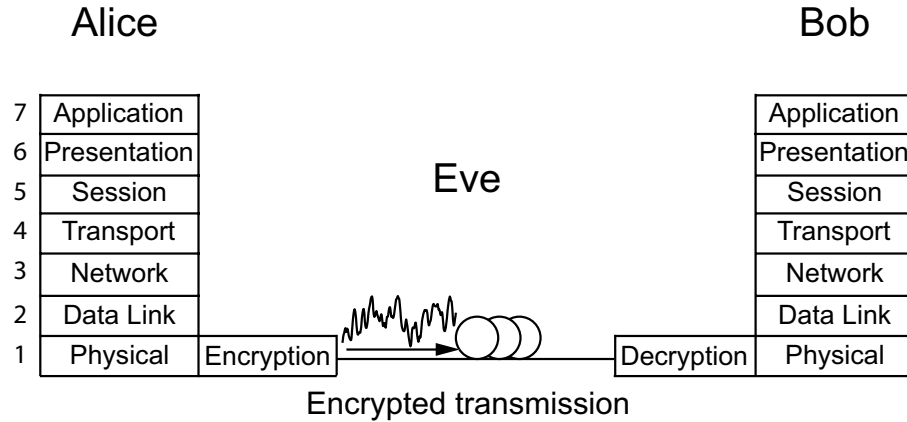 Alice Bob
7 Application Application
6 Presentation Presentation
Eve
5 Session Session
4 Transport Transport
3 Network Network
2 Data Link Data Link
1 Physical Encryption Decryption Physical
Encrypted transmission